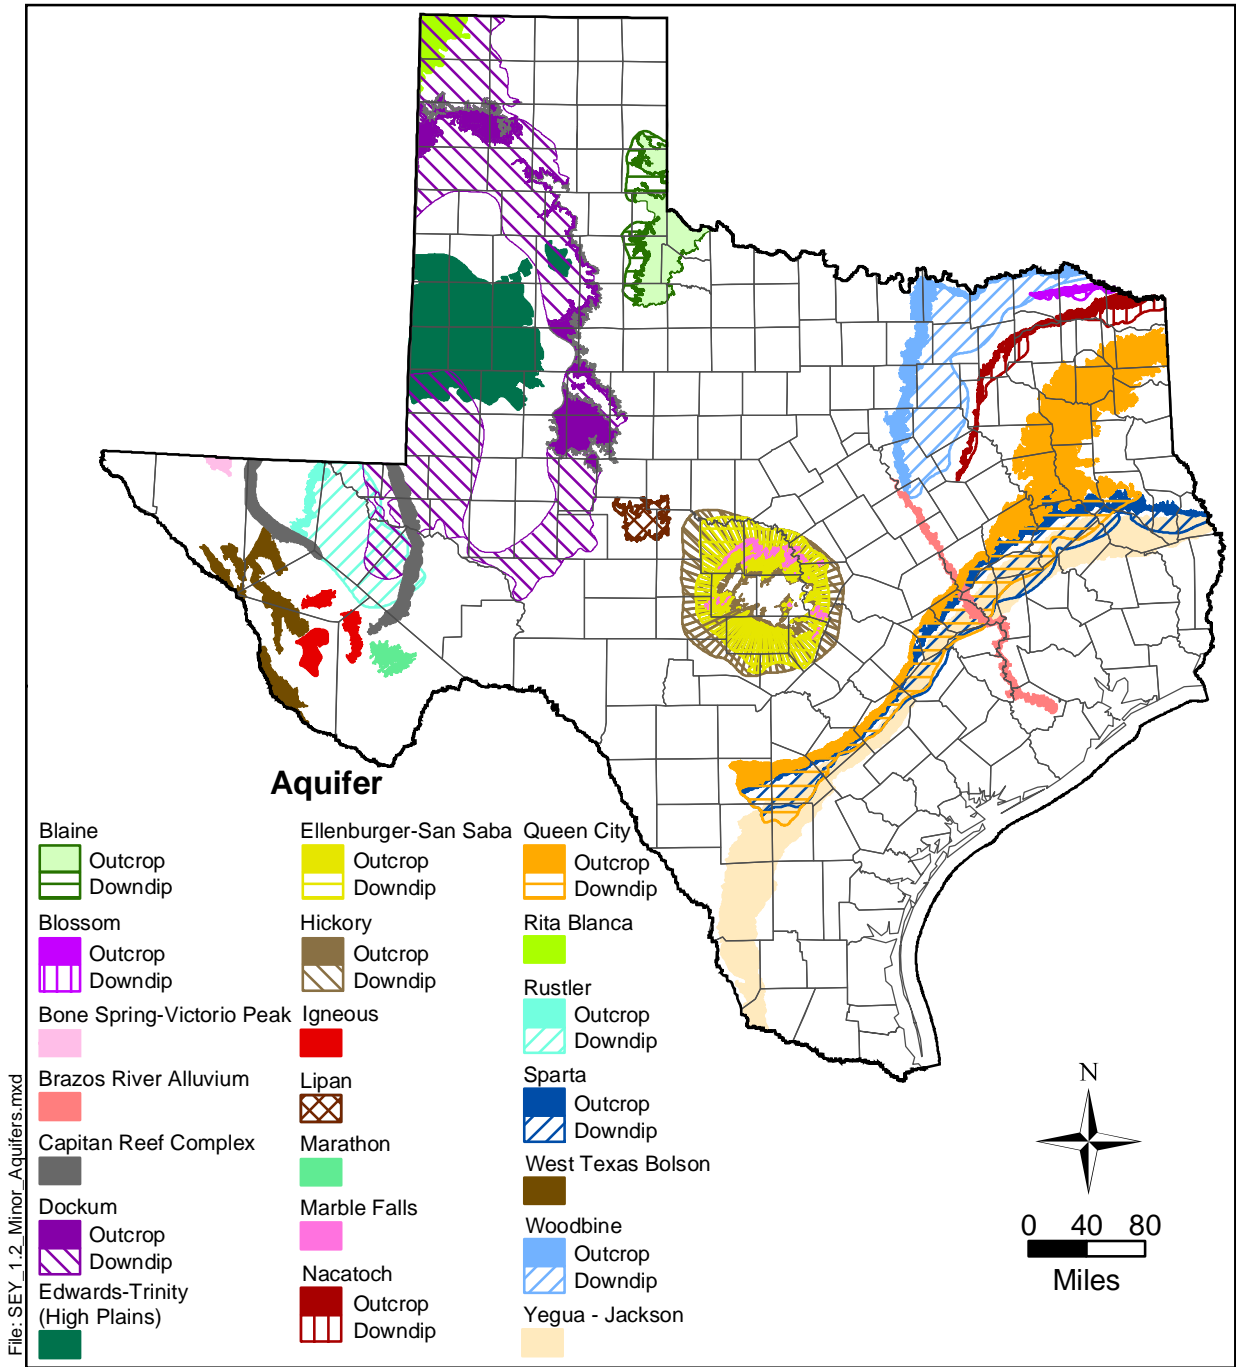 Aquifer
Blaine
Outcrop
Downdip
Blossom
Outcrop
Downdip
Bone Spring-Victorio Peak
Brazos River Alluvium
Capitan Reef Complex
Dockum
Outcrop
Downdip
Edwards-Trinity
(High Plains)
Ellenburger-San Saba
Outcrop
Downdip
Hickory
Outcrop
Downdip
Igneous
Lipan
Marathon
Marble Falls
Nacatoch
Outcrop
Downdip
Queen City
Outcrop
Downdip
Rita Blanca
Rustler
Outcrop
Downdip
Sparta
Outcrop
Downdip
West Texas Bolson
Woodbine
Outcrop
Downdip
Yegua - Jackson
N
0 40 80
Miles
File: SEY_1.2_Minor_Aquifers.mxd